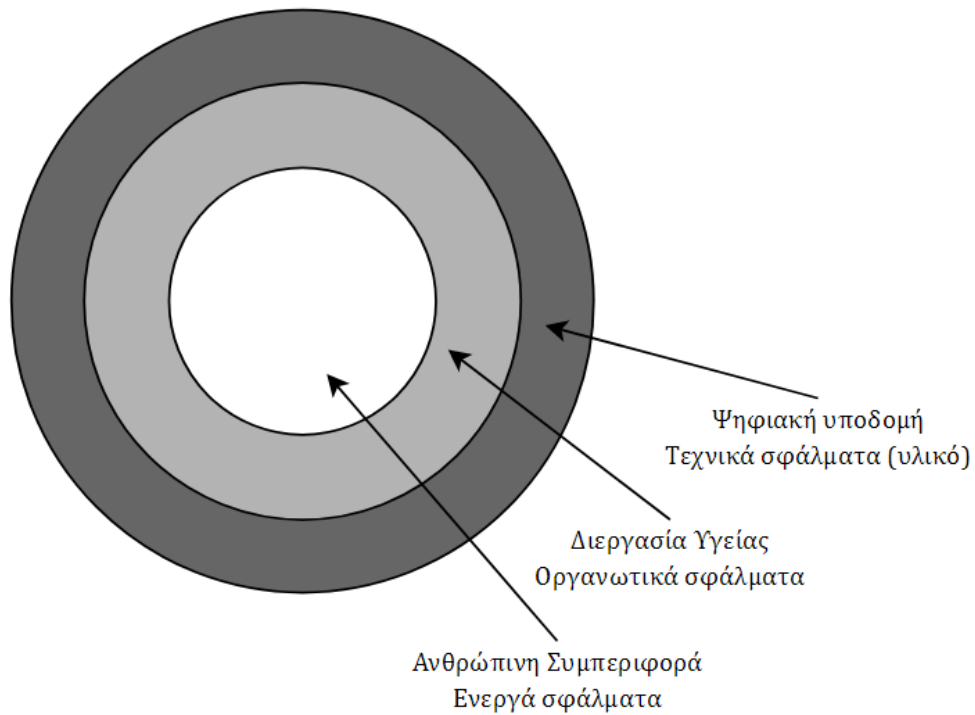 Ψηφιακή υποδομή
Τεχνικά σφάλματα (υλικό)
Διεργασία Υγείας
Οργανωτικά σφάλματα
Ανθρώπινη Συμπεριφορά
Ενεργά σφάλματα